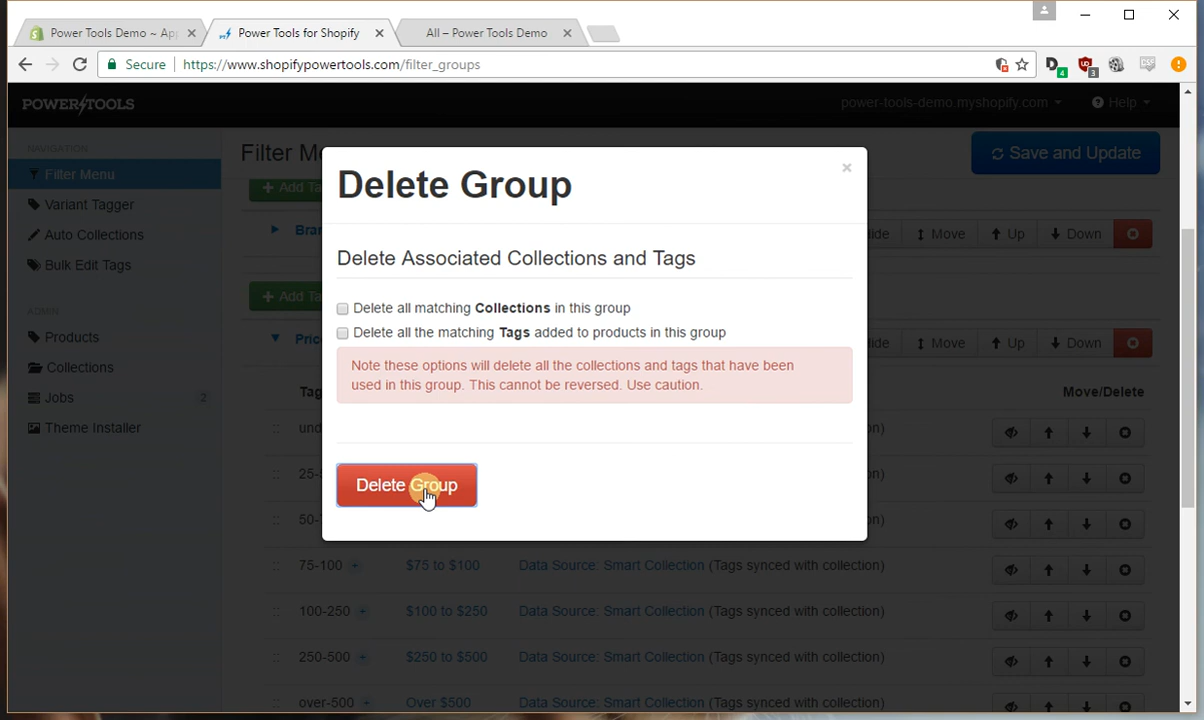 Power Tools Demo ~ Ap
Power Tools for Shopify
All – Power Tools Demo
Secure
https://www.shopifypowertools.com/filter_groups
4
3
CSF
POWER TOOLS
power-tools-demo.myshopify.com
Help
NAVIGATION
Filter Menu
Variant Tagger
Auto Collections
Bulk Edit Tags
ADMIN
Products
Collections
Jobs 2
Theme Installer
Filter M
Save and Update
+ Add Ta
Bran
ide Move Up Down
+ Add Ta
Pric
ide Move Up Down
Tag Move/Delete
und on)
25- on)
50- on)
75-100 + $75 to $100 Data Source: Smart Collection (Tags synced with collection)
100-250 + $100 to $250 Data Source: Smart Collection (Tags synced with collection)
250-500 + $250 to $500 Data Source: Smart Collection (Tags synced with collection)
over-500 + Over $500 Data Source: Smart Collection (Tags synced with collection)
Delete Group
×
Delete Associated Collections and Tags
Delete all matching Collections in this group
Delete all the matching Tags added to products in this group
Note these options will delete all the collections and tags that have been
used in this group. This cannot be reversed. Use caution.
Delete Group